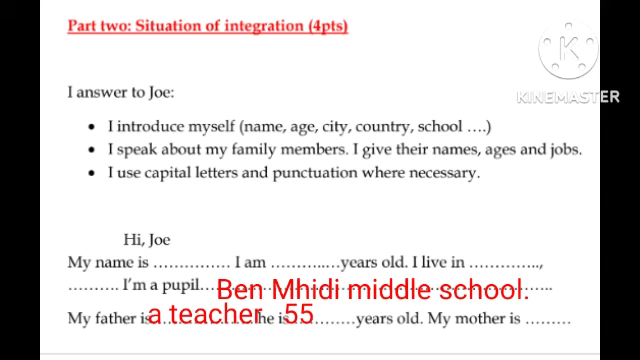 Part two: Situation of integration (4pts)
K
KINEMASTER
I answer to Joe:
• I introduce myself (name, age, city, country, school ….)
• I speak about my family members. I give their names, ages and jobs.
• I use capital letters and punctuation where necessary.
Hi, Joe
My name is …………… I am ………..…years old. I live in …………..,
………. I'm a pupil…Ben Mhidi middle school.…..
My father is a teacher he is 55………years old. My mother is ………